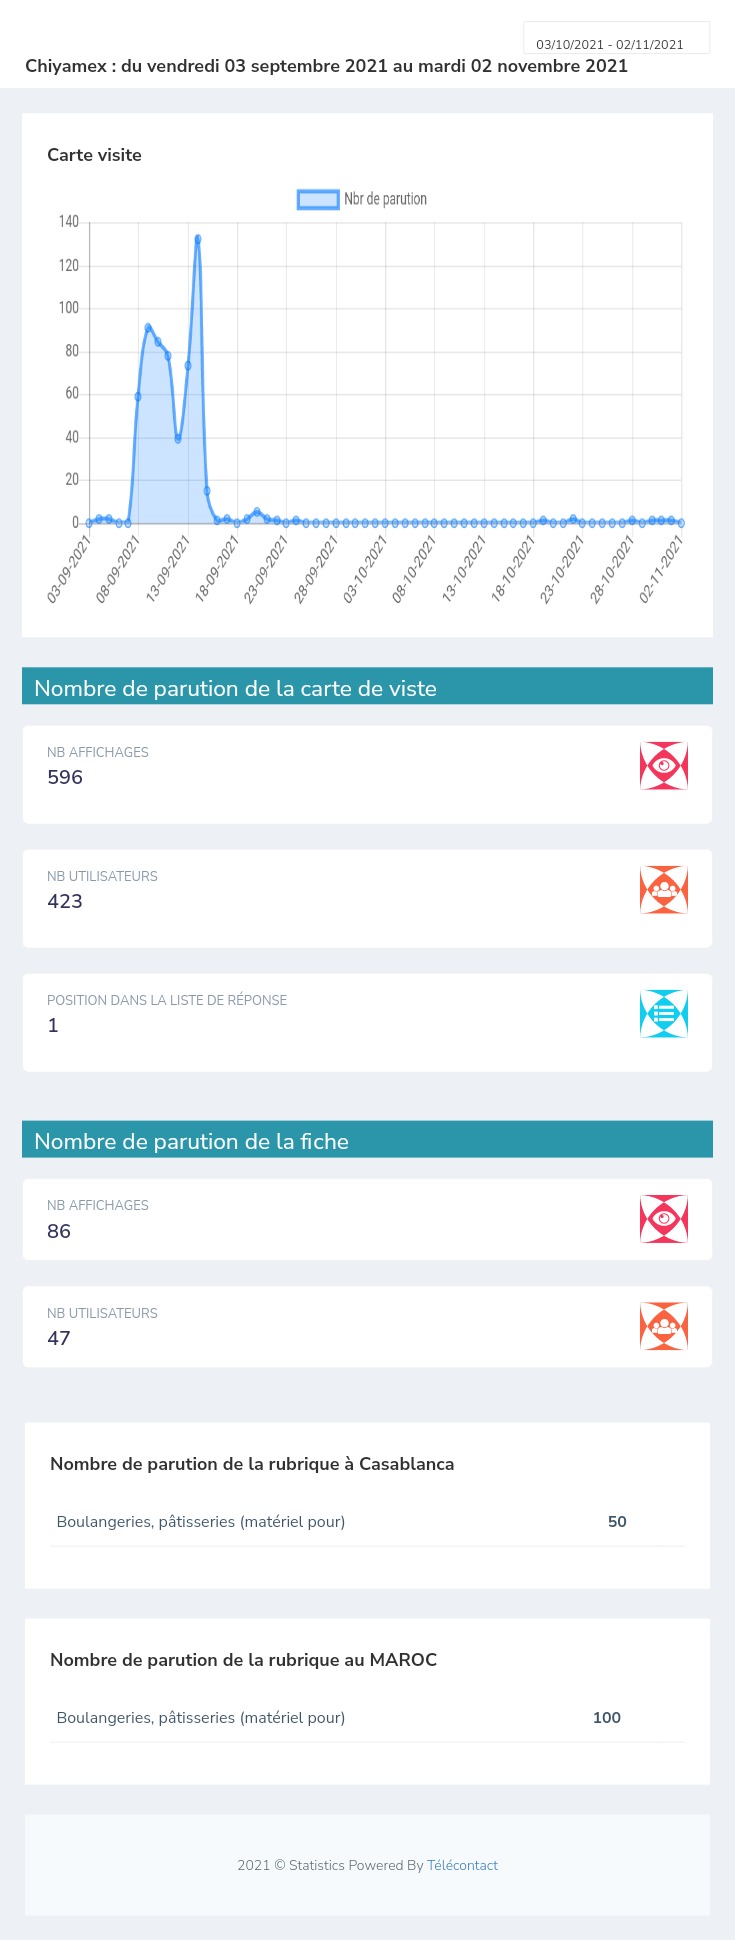 03/10/2021 - 02/11/2021
Chiyamex : du vendredi 03 septembre 2021 au mardi 02 novembre 2021
Carte visite
Nbr de parution
140
120
100
80
60
40
20
0
03-09-2021
08-09-2021
13-09-2021
18-09-2021
23-09-2021
28-09-2021
03-10-2021
08-10-2021
13-10-2021
18-10-2021
23-10-2021
28-10-2021
02-11-2021
Nombre de parution de la carte de viste
NB AFFICHAGES
596
NB UTILISATEURS
423
POSITION DANS LA LISTE DE RÉPONSE
1
Nombre de parution de la fiche
NB AFFICHAGES
86
NB UTILISATEURS
47
Nombre de parution de la rubrique à Casablanca
Boulangeries, pâtisseries (matériel pour) 50
Nombre de parution de la rubrique au MAROC
Boulangeries, pâtisseries (matériel pour) 100
2021 © Statistics Powered By Télécontact